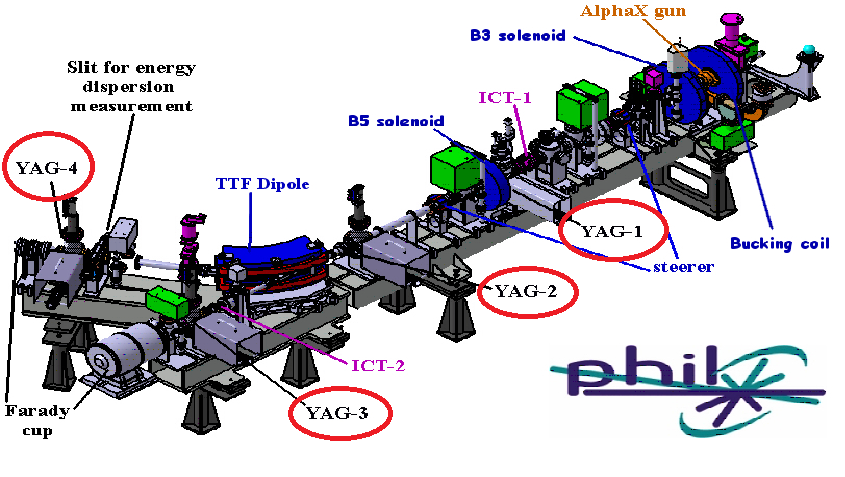 AlphaX gun
B3 solenoid
Slit for energy
dispersion
measurement
ICT-1
B5 solenoid
YAG-4
TTF Dipole
YAG-1
Bucking coil
steerer
YAG-2
ICT-2
YAG-3
Farady
cup
phil